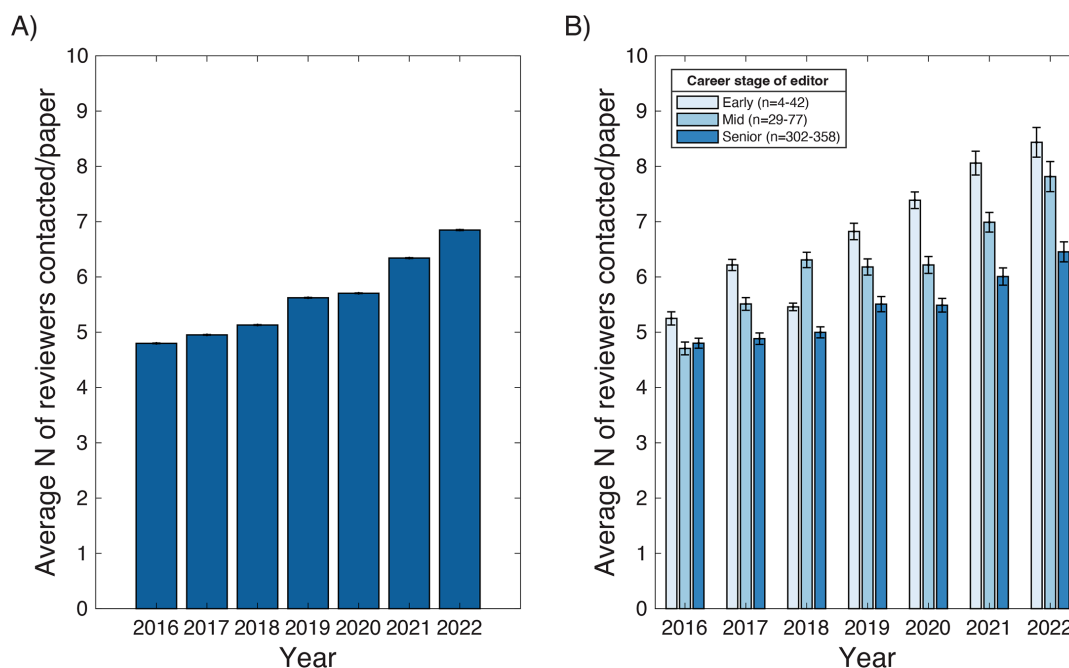 A)
Average N of reviewers contacted/paper
10
9
8
7
6
5
4
3
2
1
0
2016 2017 2018 2019 2020 2021 2022
Year
B)
Average N of reviewers contacted/paper
10
9
8
7
6
5
4
3
2
1
0
Career stage of editor
Early (n=4-42)
Mid (n=29-77)
Senior (n=302-358)
2016 2017 2018 2019 2020 2021 2022
Year